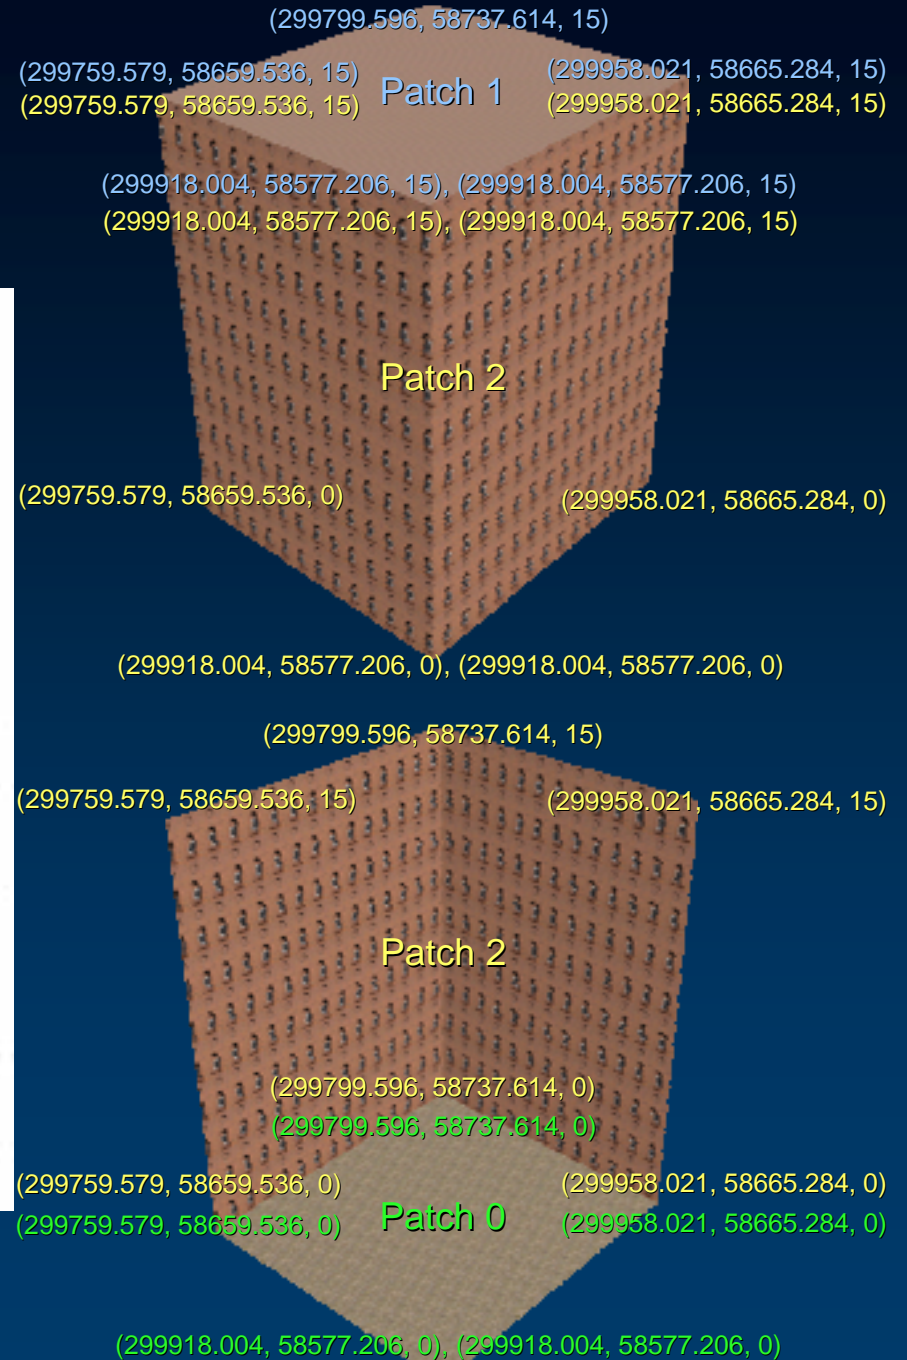 (299799.596, 58737.614, 15)
(299759.579, 58659.536, 15) (299958.021, 58665.284, 15)
Patch 1
(299759.579, 58659.536, 15) (299958.021, 58665.284, 15)
(299918.004, 58577.206, 15), (299918.004, 58577.206, 15)
(299918.004, 58577.206, 15), (299918.004, 58577.206, 15)
Patch 2
(299759.579, 58659.536, 0) (299958.021, 58665.284, 0)
(299918.004, 58577.206, 0), (299918.004, 58577.206, 0)
(299799.596, 58737.614, 15)
(299759.579, 58659.536, 15) (299958.021, 58665.284, 15)
Patch 2
(299799.596, 58737.614, 0)
(299799.596, 58737.614, 0)
(299759.579, 58659.536, 0) (299958.021, 58665.284, 0)
Patch 0
(299759.579, 58659.536, 0) (299958.021, 58665.284, 0)
(299918.004, 58577.206, 0), (299918.004, 58577.206, 0)